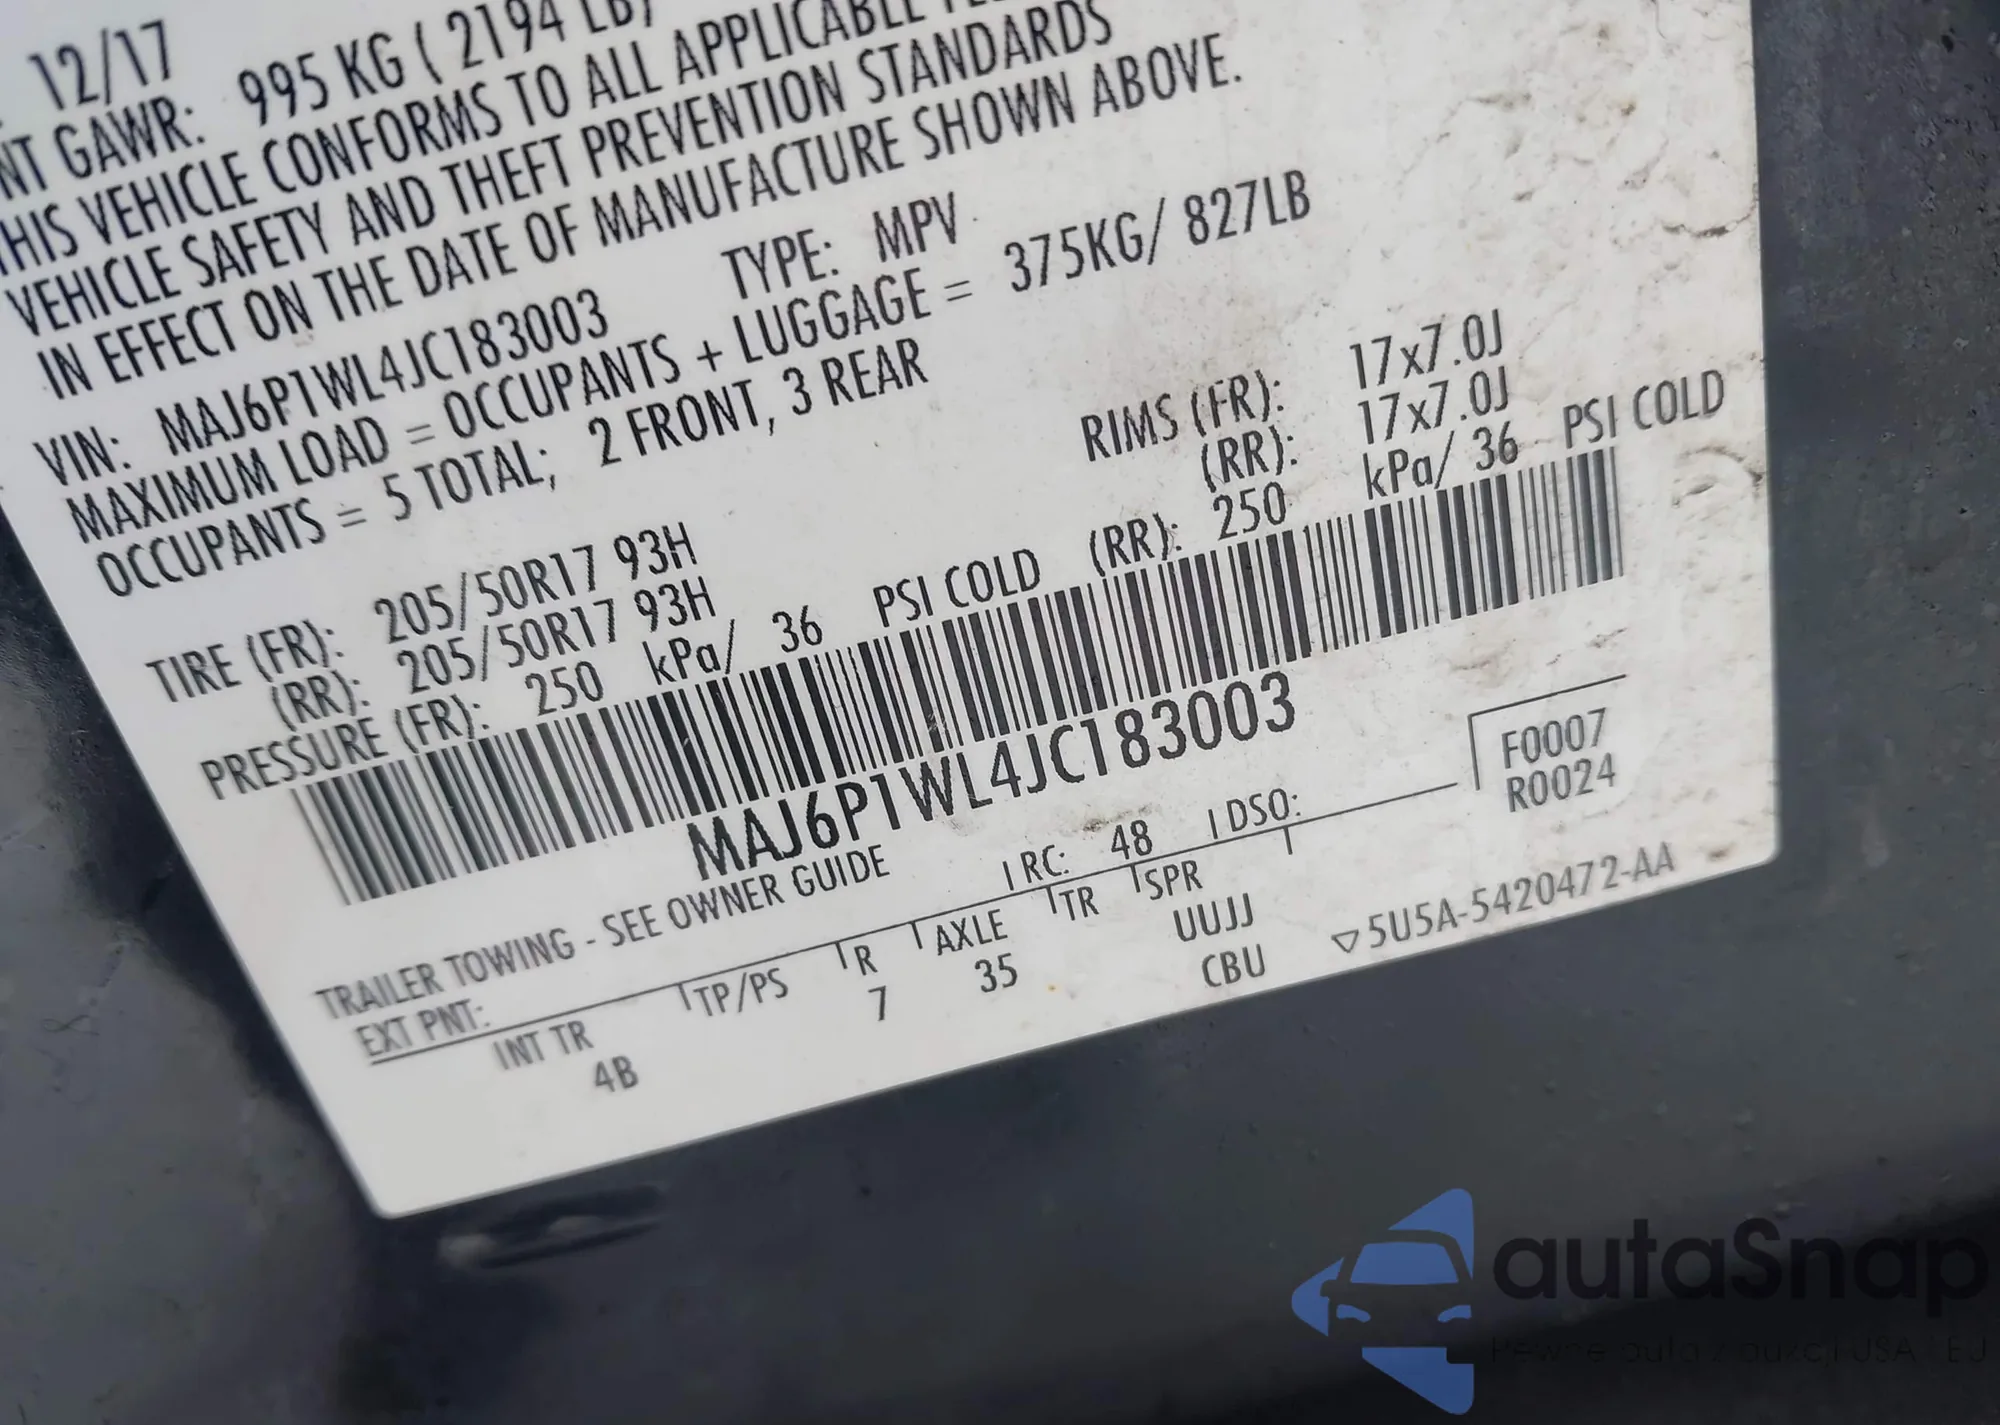 12/17
NT GAWR: 995 KG ( 2194 LB)
THIS VEHICLE CONFORMS TO ALL APPLICABLE
VEHICLE SAFETY AND THEFT PREVENTION STANDARDS
IN EFFECT ON THE DATE OF MANUFACTURE SHOWN ABOVE.
VIN: MAJ6P1WL4JC183003 TYPE: MPV
MAXIMUM LOAD = OCCUPANTS + LUGGAGE = 375KG/ 827LB
OCCUPANTS = 5 TOTAL; 2 FRONT, 3 REAR
TIRE (FR): 205/50R17 93H RIMS (FR): 17x7.0J
(RR): 205/50R17 93H (RR): 17x7.0J
PRESSURE (FR): 250 kPa/ 36 PSI COLD (RR): 250 kPa/ 36 PSI COLD
MAJ6P1WL4JC183003
TRAILER TOWING - SEE OWNER GUIDE
F0007
R0024
EXT PNT: RC: 48 DSO:
INT TR TP/PS R AXLE TR SPR
4B 7 35 UUJJ
CBU
▽5U5A-5420472-AA
autaSnap
Pewne auta z aukcji USA EU